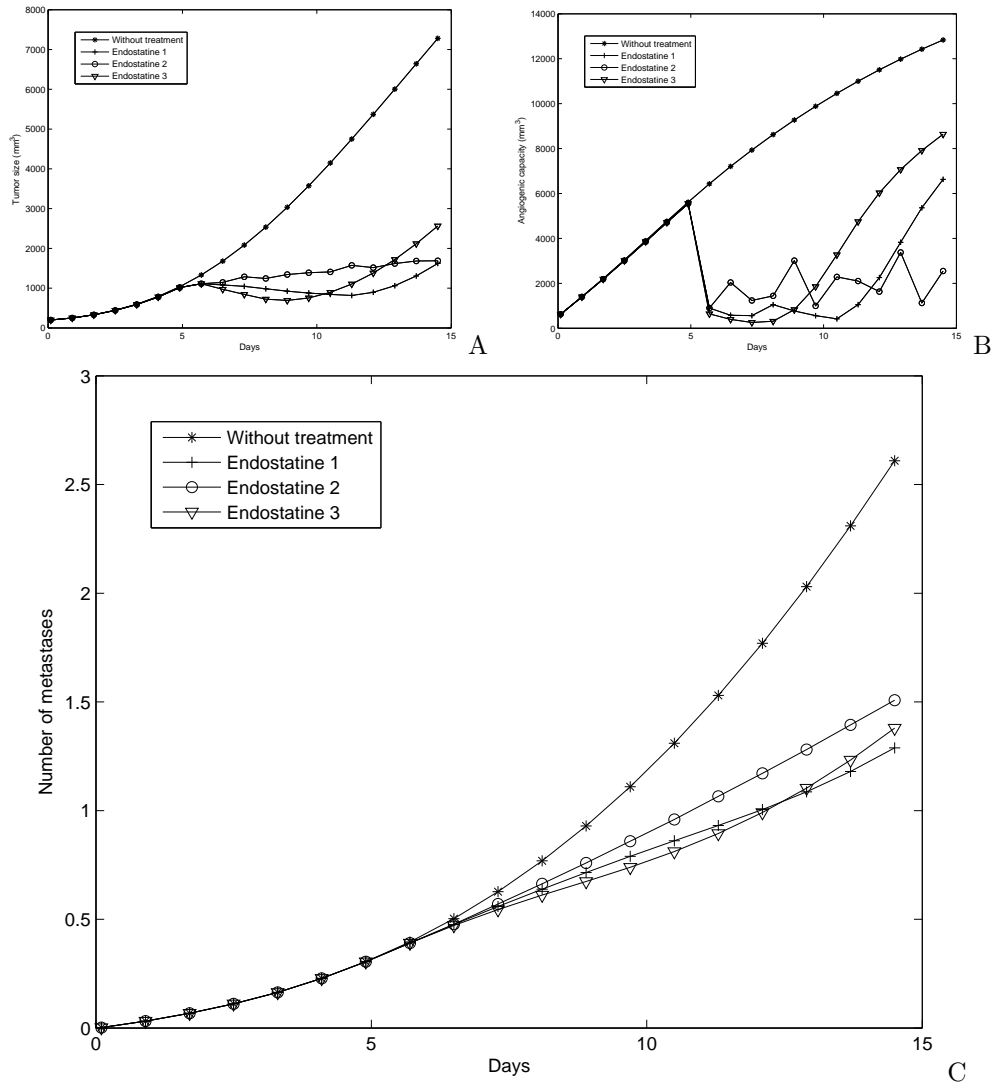 8000
7000
6000
5000
4000
3000
2000
1000
0
0
5
10
15
Tumor size (mm³)
Days
Without treatment
Endostatine 1
Endostatine 2
Endostatine 3
A
14000
12000
10000
8000
6000
4000
2000
0
0
5
10
15
Angiogenic capacity (mm³)
Days
Without treatment
Endostatine 1
Endostatine 2
Endostatine 3
B
3
2.5
2
1.5
1
0.5
0
0
5
10
15
Number of metastases
Days
Without treatment
Endostatine 1
Endostatine 2
Endostatine 3
C